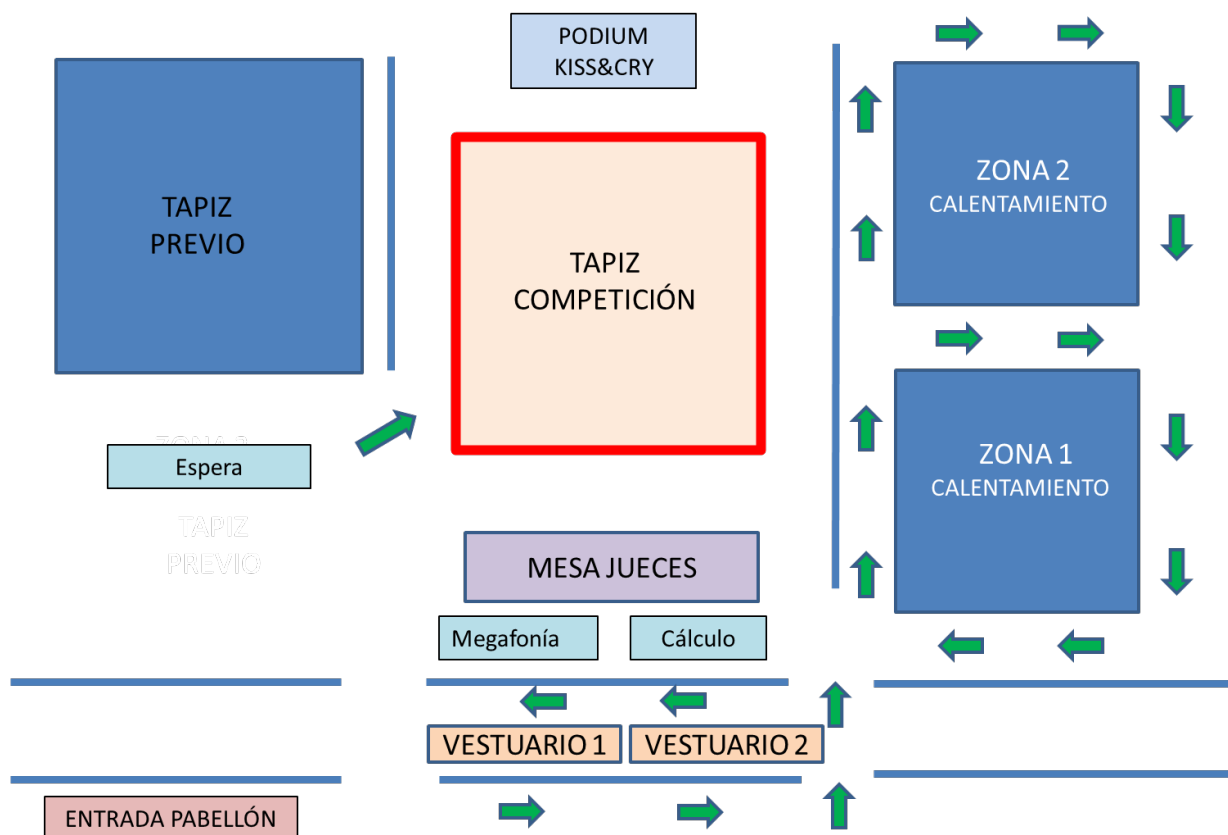 PODIUM
KISS&CRY
TAPIZ
PREVIO
TAPIZ
COMPETICIÓN
ZONA 2
CALENTAMIENTO
ZONA 1
CALENTAMIENTO
Espera
TAPIZ
PREVIO
MESA JUECES
Megafonía
Cálculo
VESTUARIO 1
VESTUARIO 2
ENTRADA PABELLÓN